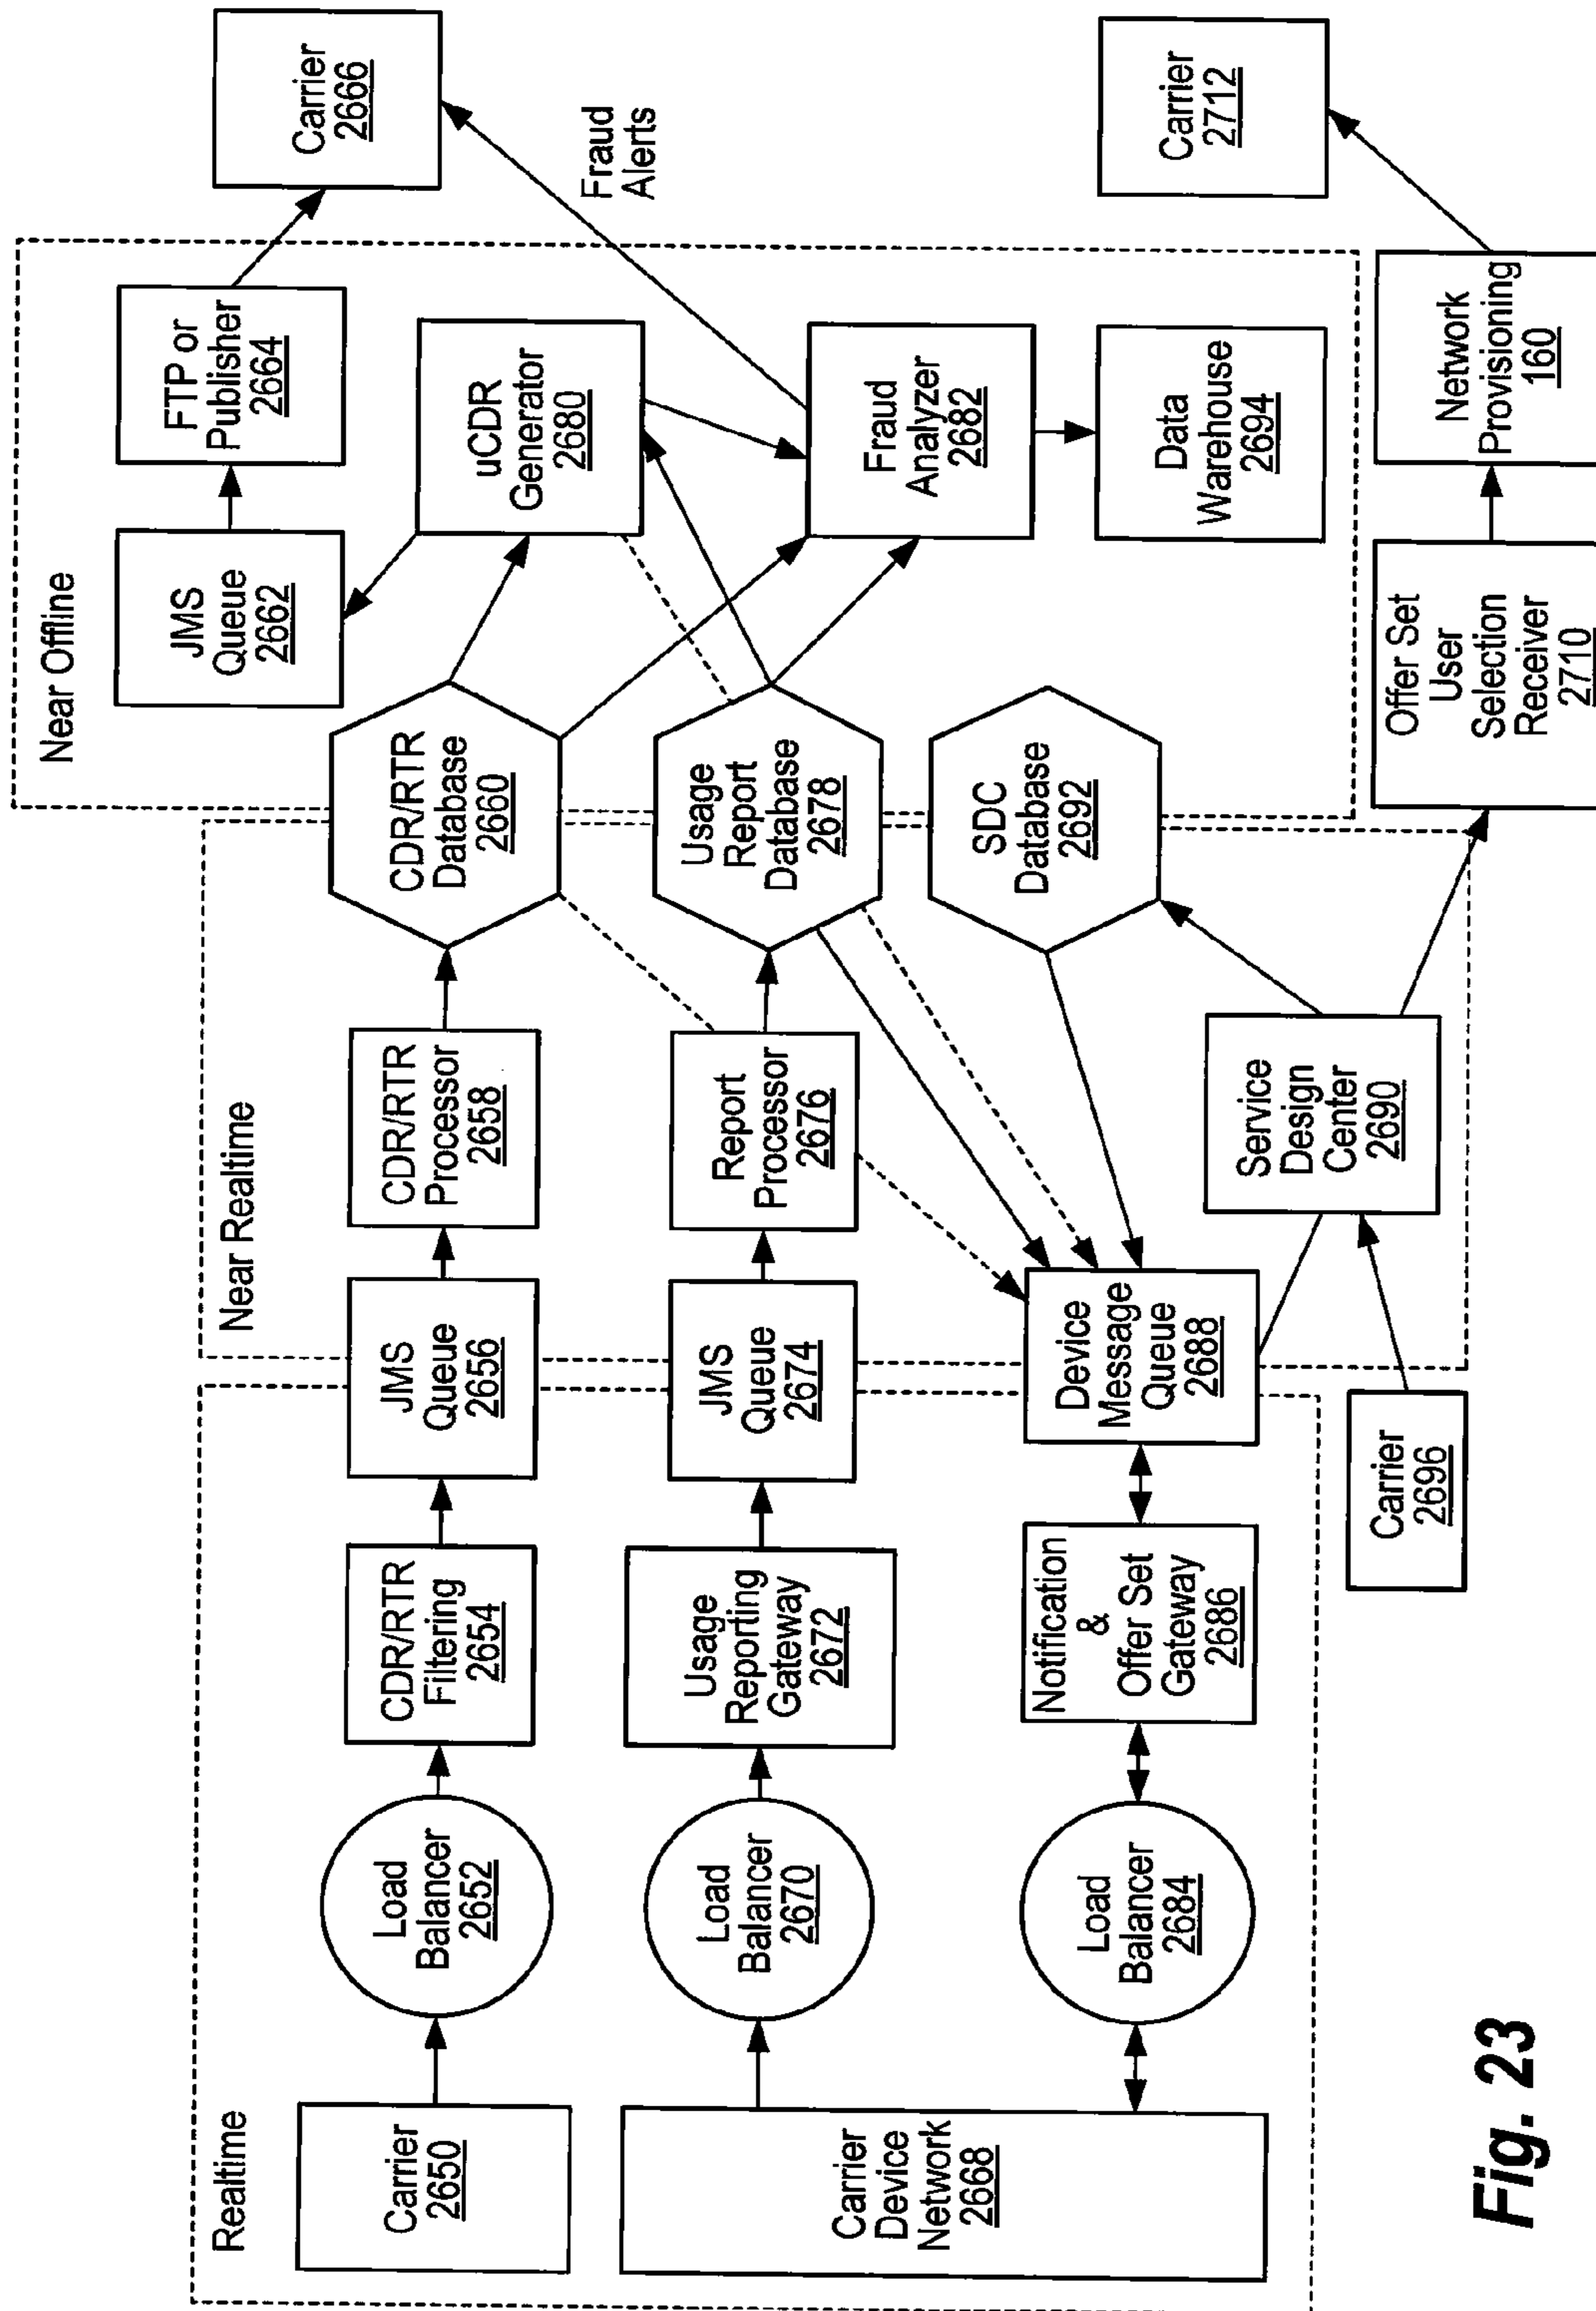 Realtime
Near Realtime
Near Offline
Carrier
2650
Load
Balancer
2652
CDR/RTR
Filtering
2654
JMS
Queue
2656
CDR/RTR
Processor
2658
CDR/RTR
Database
2660
JMS
Queue
2662
FTP or
Publisher
2664
Carrier
2666
Carrier
Device
Network
2668
Load
Balancer
2670
Usage
Reporting
Gateway
2672
JMS
Queue
2674
Report
Processor
2676
Usage
Report
Database
2678
uCDR
Generator
2680
Fraud
Alerts
Load
Balancer
2684
Notification
&
Offer Set
Gateway
2686
Device
Message
Queue
2688
SDC
Database
2692
Fraud
Analyzer
2682
Data
Warehouse
2694
Carrier
2696
Service
Design
Center
2690
Offer Set
User
Selection
Receiver
2710
Network
Provisioning
160
Carrier
2712
Fig. 23